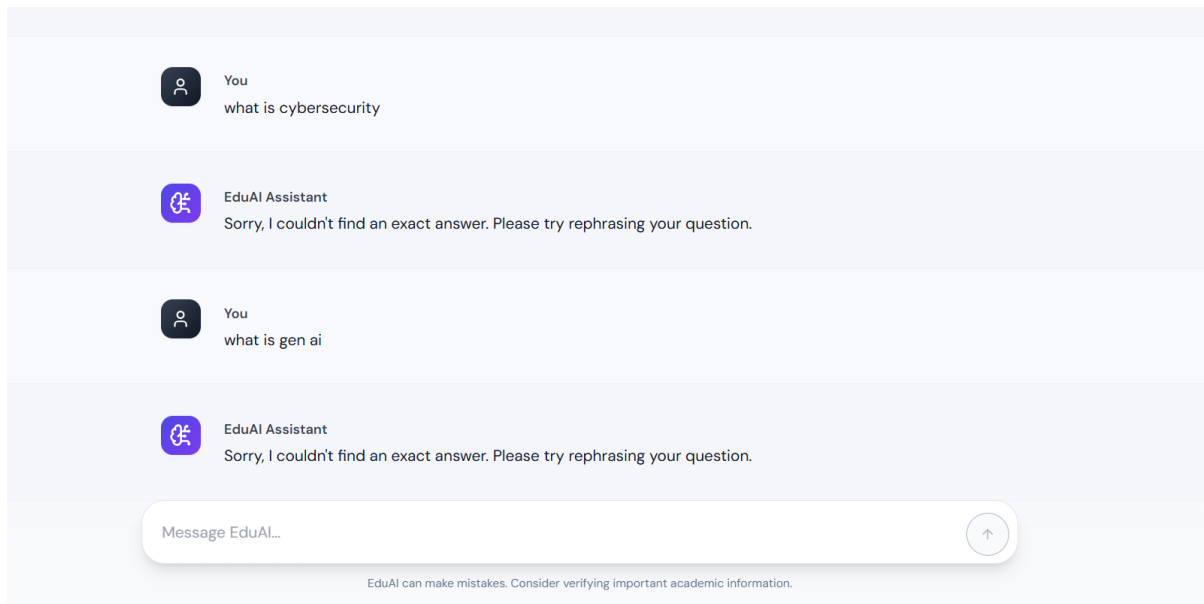 You
what is cybersecurity
EduAI Assistant
Sorry, I couldn't find an exact answer. Please try rephrasing your question.
You
what is gen ai
EduAI Assistant
Sorry, I couldn't find an exact answer. Please try rephrasing your question.
Message EduAI...
EduAI can make mistakes. Consider verifying important academic information.